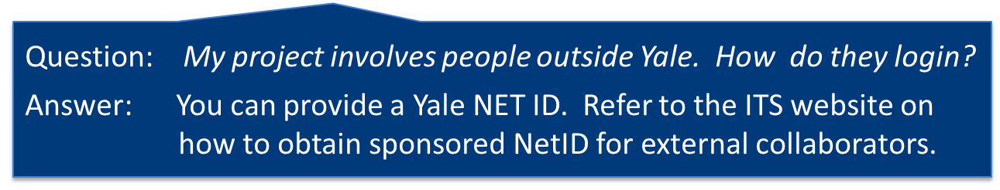 Question: My project involves people outside Yale. How do they login?
Answer: You can provide a Yale NET ID. Refer to the ITS website on
how to obtain sponsored NetID for external collaborators.